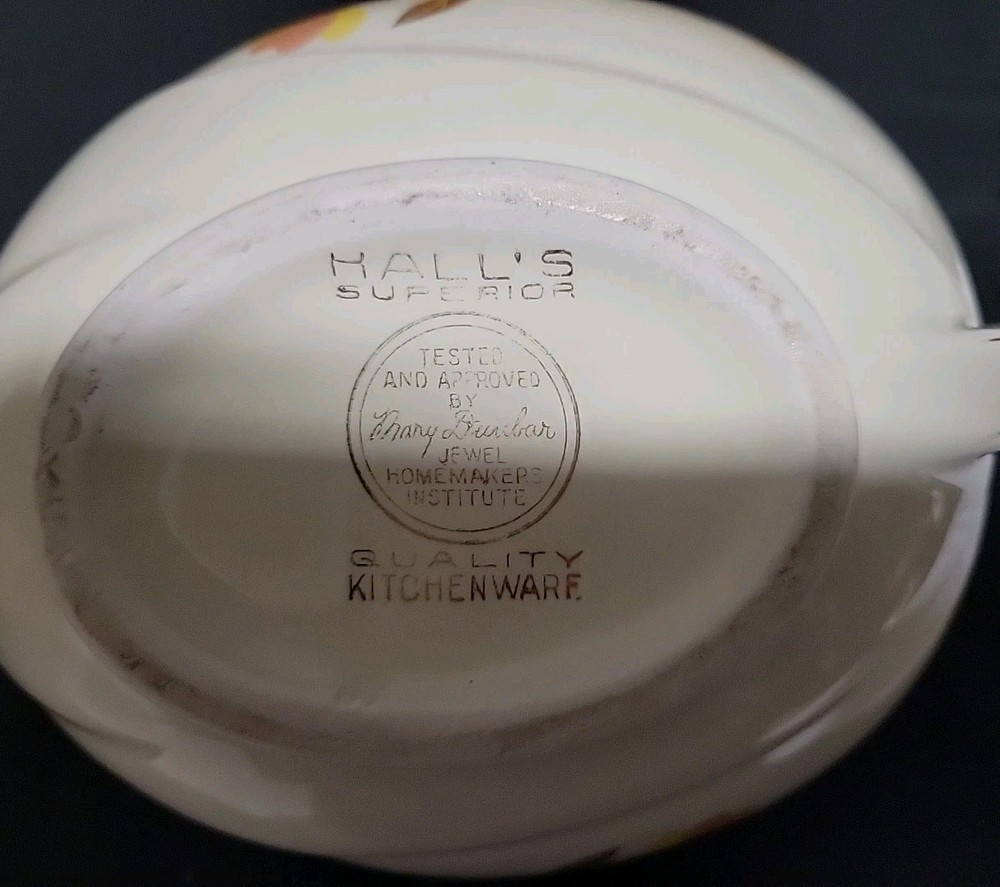 HALL'S
SUPERIOR
TESTED
AND APPROVED
BY
Mary Dunbar
JEWEL
HOMEMAKERS
INSTITUTE
QUALITY
KITCHENWARE